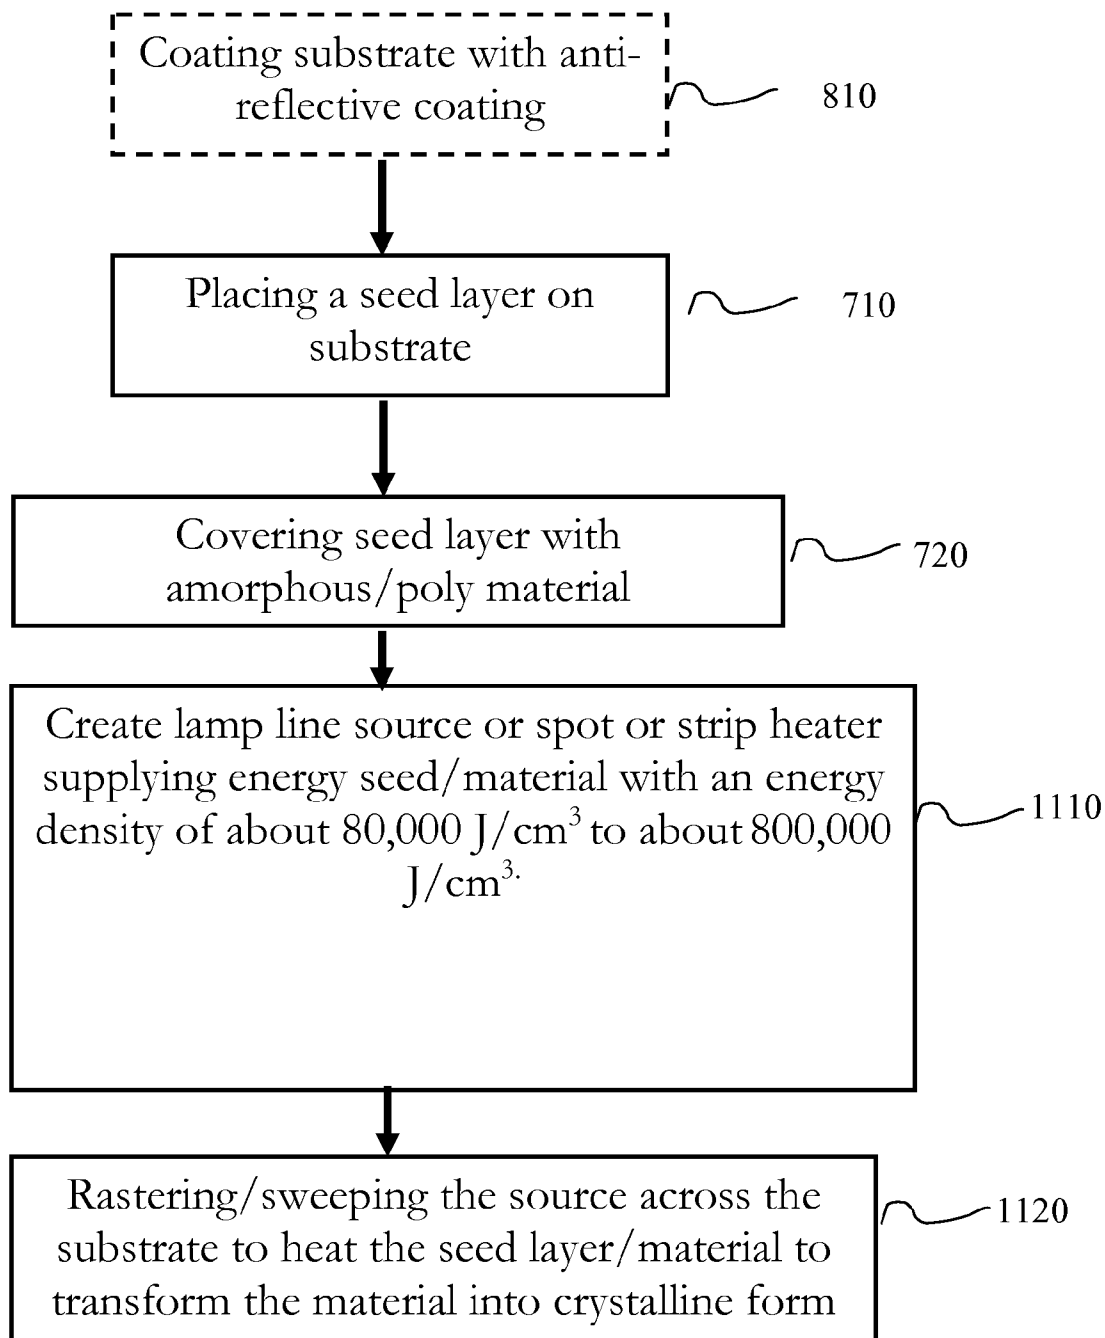 Coating substrate with anti-
reflective coating
810
Placing a seed layer on
substrate
710
Covering seed layer with
amorphous/poly material
720
Create lamp line source or spot or strip heater
supplying energy seed/material with an energy
density of about 80,000 J/cm³ to about 800,000
J/cm³.
1110
Rastering/sweeping the source across the
substrate to heat the seed layer/material to
transform the material into crystalline form
1120